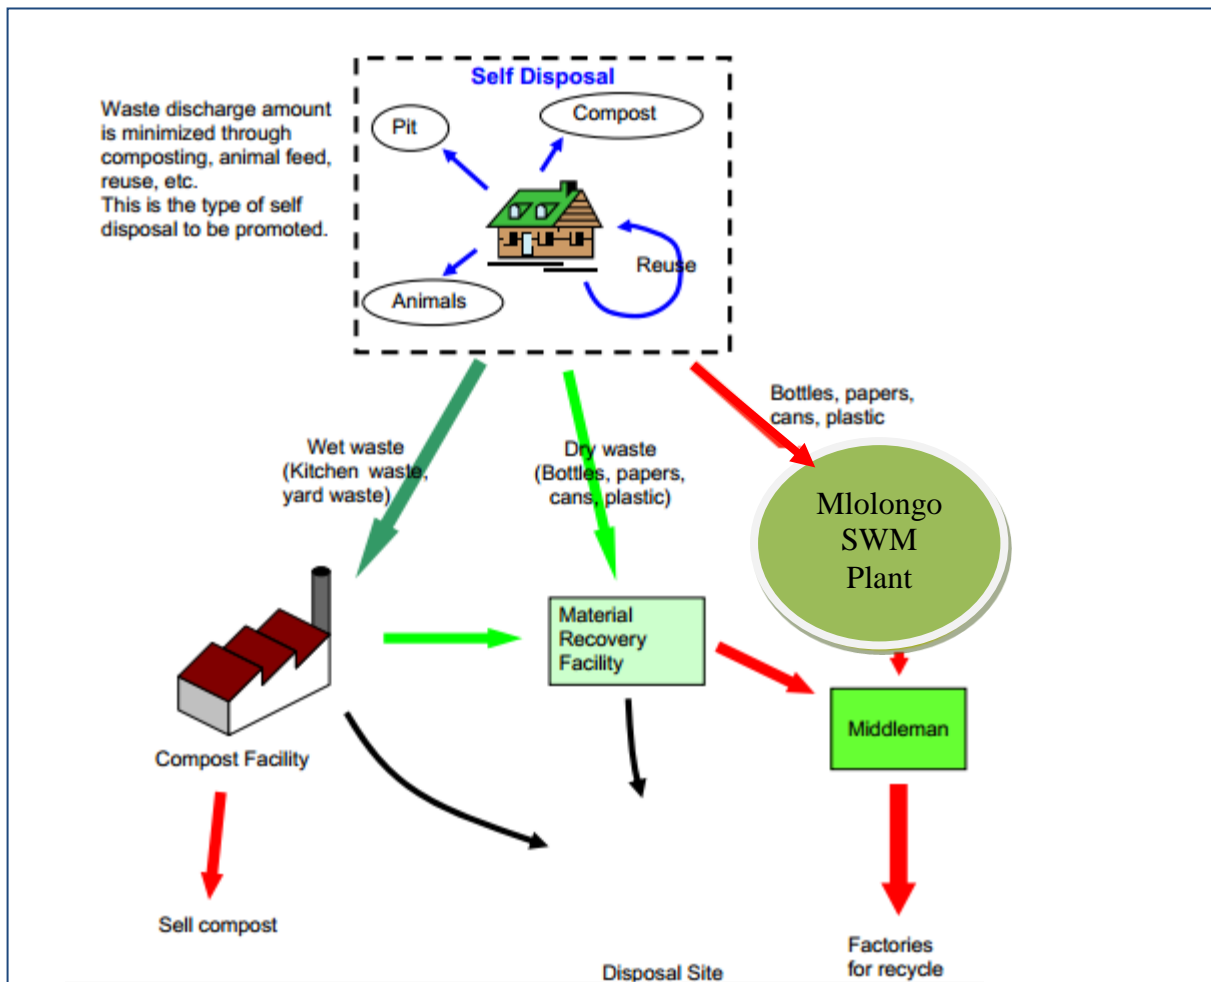 Self Disposal
Waste discharge amount
is minimized through
composting, animal feed,
reuse, etc.
This is the type of self
disposal to be promoted.
Pit
Compost
Reuse
Animals
Bottles, papers,
cans, plastic
Wet waste
(Kitchen waste,
yard waste)
Dry waste
(Bottles, papers,
cans, plastic)
Mlolongo
SWM
Plant
Material
Recovery
Facility
Middleman
Compost Facility
Sell compost
Factories
for recycle
Disposal Site